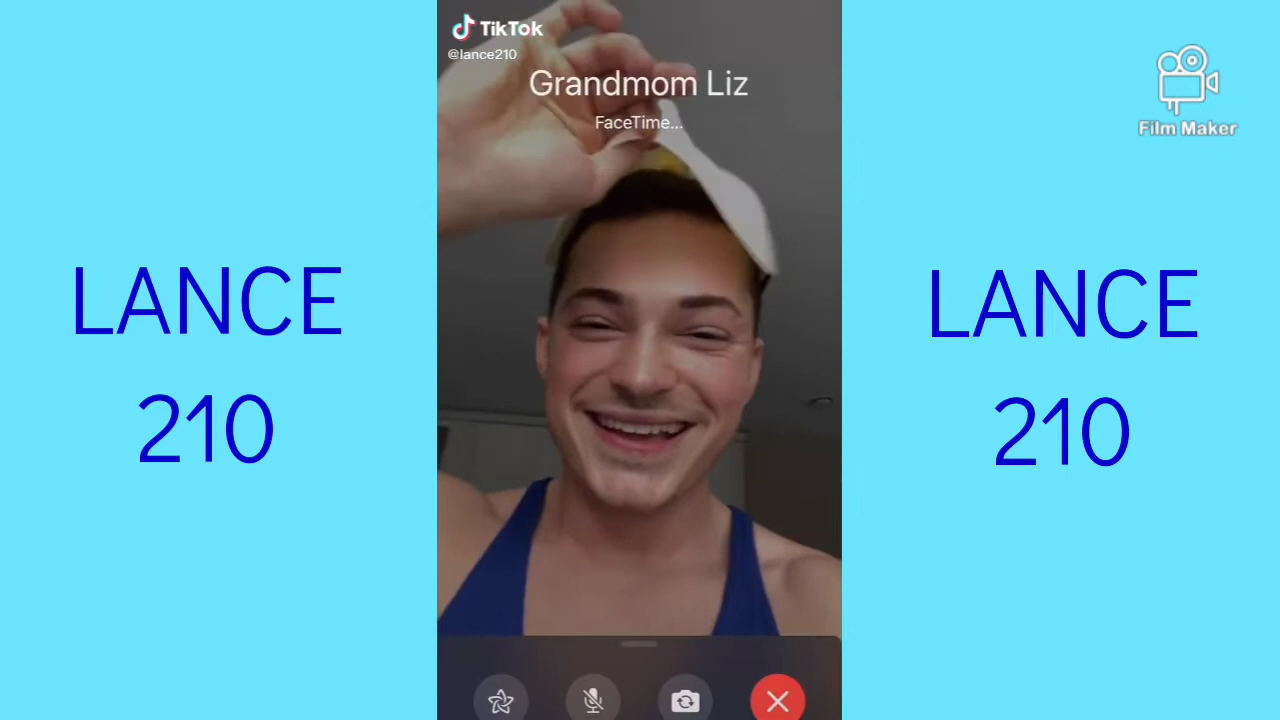 TikTok
@lance210
Grandmom Liz
FaceTime...
Film Maker
LANCE
210
LANCE
210